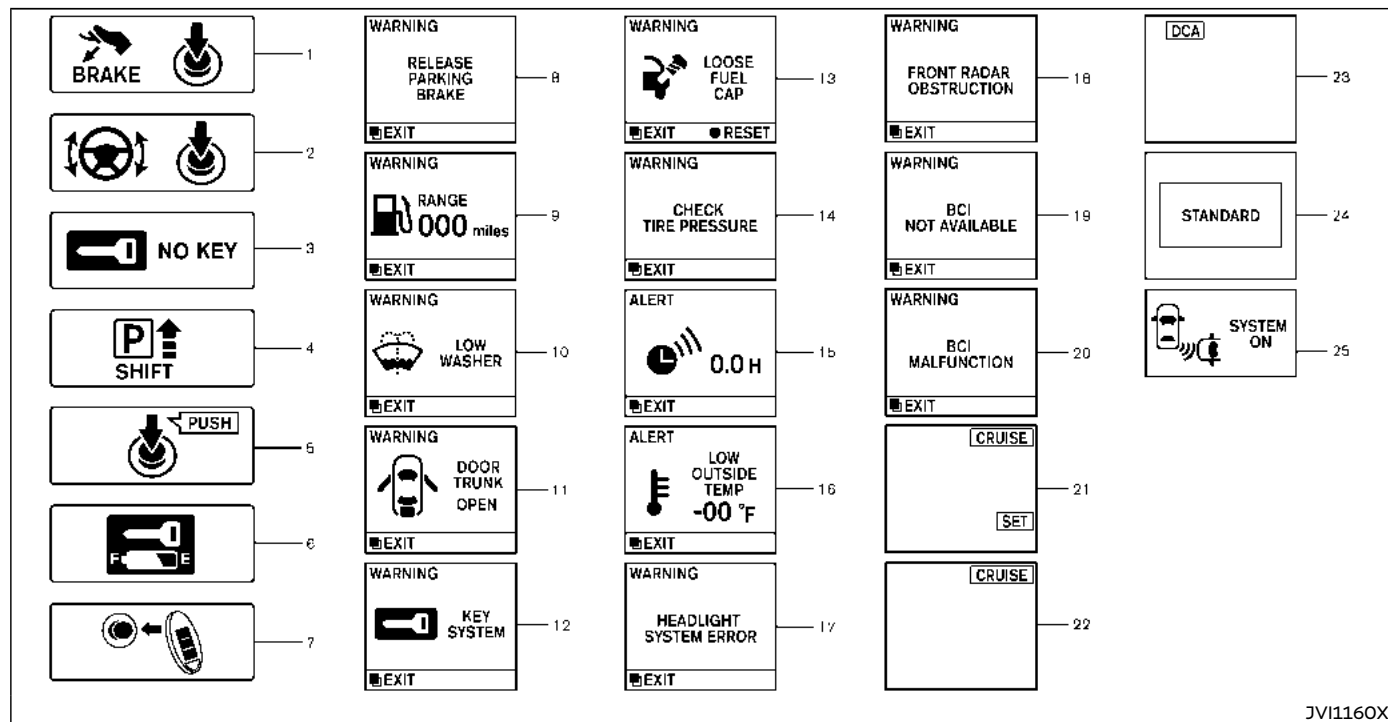 BRAKE
1
2
NO KEY
3
P
SHIFT
4
PUSH
5
F E
6
7
WARNING
RELEASE
PARKING
BRAKE
EXIT
8
WARNING
RANGE
000 miles
EXIT
9
WARNING
LOW
WASHER
EXIT
10
WARNING
DOOR
TRUNK
OPEN
EXIT
11
WARNING
KEY
SYSTEM
EXIT
12
WARNING
LOOSE
FUEL
CAP
EXIT ●RESET
13
WARNING
CHECK
TIRE PRESSURE
EXIT
14
ALERT
0.0 H
EXIT
15
ALERT
LOW
OUTSIDE
TEMP
-00 °F
EXIT
16
WARNING
HEADLIGHT
SYSTEM ERROR
EXIT
17
WARNING
FRONT RADAR
OBSTRUCTION
EXIT
18
WARNING
BCI
NOT AVAILABLE
EXIT
19
WARNING
BCI
MALFUNCTION
EXIT
20
CRUISE
SET
21
CRUISE
22
DCA
23
STANDARD
24
SYSTEM
ON
25
JVI1160X